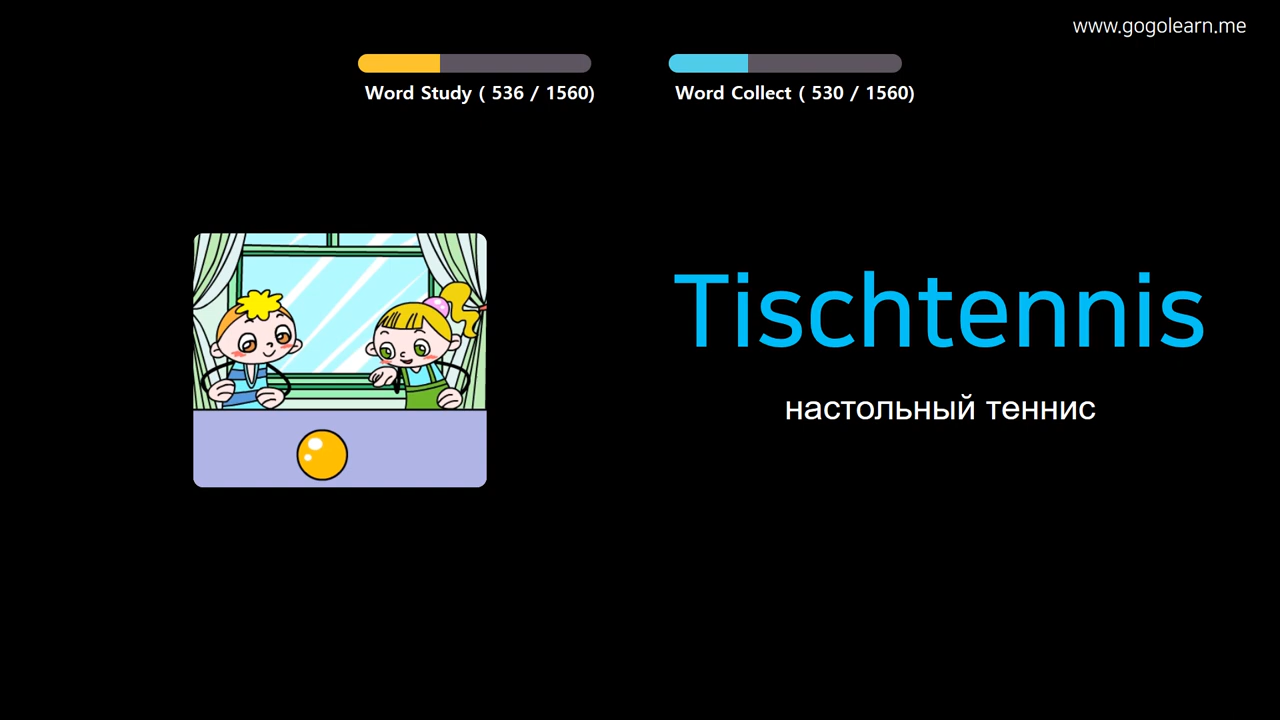 www.gogolearn.me
Word Study ( 536 / 1560)
Word Collect ( 530 / 1560)
Tischtennis
настольный теннис